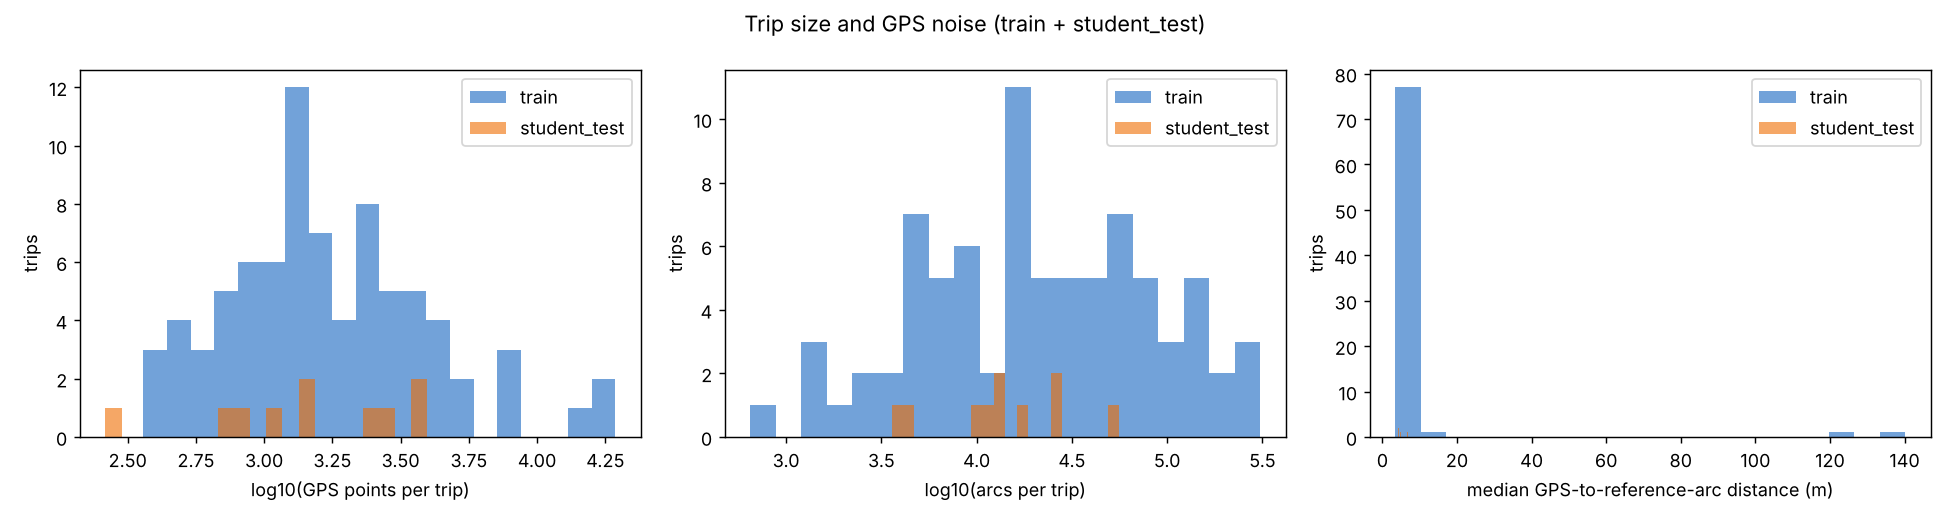 Trip size and GPS noise (train + student_test)
12
10
8
6
4
2
0
trips
train
student_test
2.50 2.75 3.00 3.25 3.50 3.75 4.00 4.25
log10(GPS points per trip)
10
8
6
4
2
0
trips
train
student_test
3.0 3.5 4.0 4.5 5.0 5.5
log10(arcs per trip)
80
70
60
50
40
30
20
10
0
trips
train
student_test
0 20 40 60 80 100 120 140
median GPS-to-reference-arc distance (m)